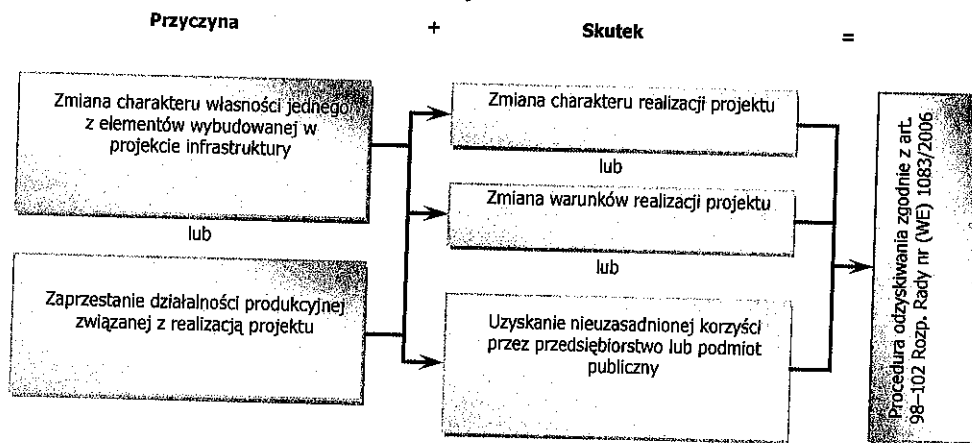 Przyczyna + Skutek =
Zmiana charakteru własności jednego
z elementów wybudowanej w
projekcie infrastruktury
lub
Zaprzestanie działalności produkcyjnej
związanej z realizacją projektu
Zmiana charakteru realizacji projektu
lub
Zmiana warunków realizacji projektu
lub
Uzyskanie nieuzasadnionej korzyści
przez przedsiębiorstwo lub podmiot
publiczny
Procedura odzyskiwania zgodnie z art.
98–102 Rozp. Rady nr (WE) 1083/2006